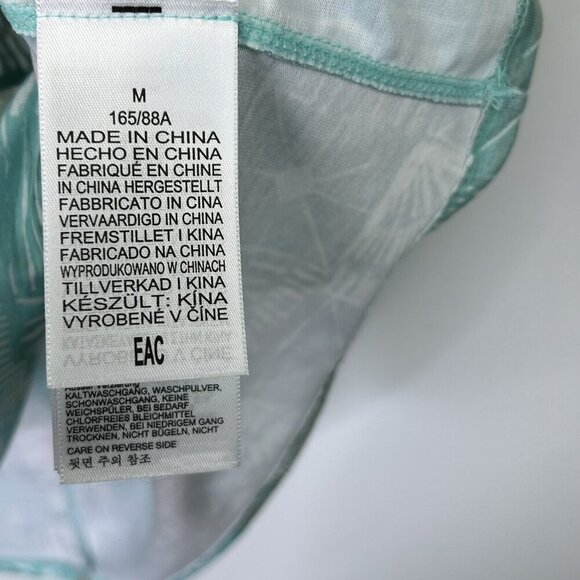 M
165/88A
MADE IN CHINA
HECHO EN CHINA
FABRIQUÉ EN CHINE
IN CHINA HERGESTELLT
FABBRICATO IN CINA
VERVAARDIGD IN CHINA
FREMSTILLET I KINA
FABRICADO NA CHINA
WYPRODUKOWANO W CHINACH
TILLVERKAD I KINA
KÉSZÜLT: KÍNA
VYROBENÉ V ČÍNE
EAC
KALTWASCHGANG, WASCHPULVER,
SCHONWASCHGANG, KEINE
WEICHSPÜLER, BEI BEDARF
CHLORFREIES BLEICHMITTEL
VERWENDEN, BEI NIEDRIGEM GANG
TROCKNEN, NICHT BÜGELN, NICHT
CARE ON REVERSE SIDE
뒷면 주의 참조